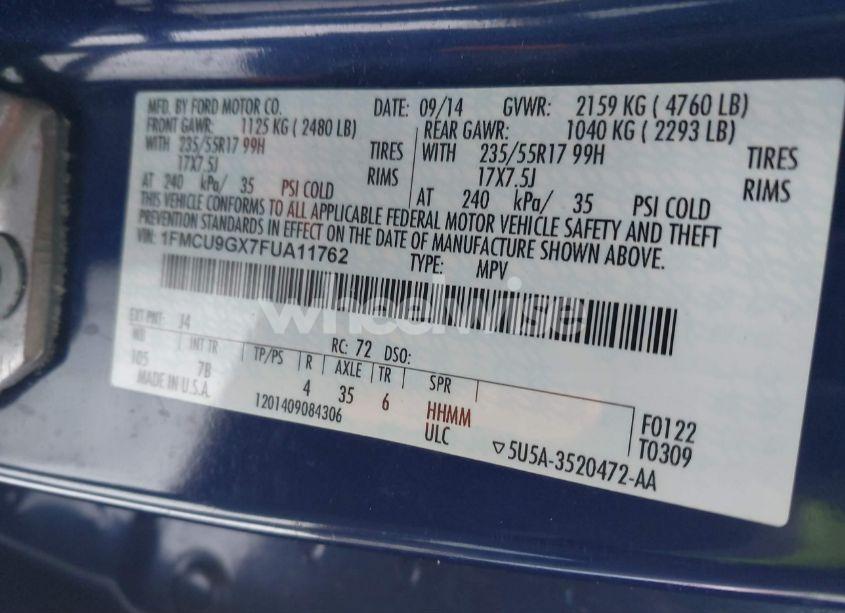 MFD. BY FORD MOTOR CO. DATE: 09/14 GVWR: 2159 KG ( 4760 LB)
FRONT GAWR: 1125 KG ( 2480 LB) REAR GAWR: 1040 KG ( 2293 LB)
WITH 235/55R17 99H TIRES WITH 235/55R17 99H TIRES
17X7.5J RIMS 17X7.5J RIMS
AT 240 kPa/ 35 PSI COLD AT 240 kPa/ 35 PSI COLD
THIS VEHICLE CONFORMS TO ALL APPLICABLE FEDERAL MOTOR VEHICLE SAFETY AND THEFT
PREVENTION STANDARDS IN EFFECT ON THE DATE OF MANUFACTURE SHOWN ABOVE.
VIN: 1FMCU9GX7FUA11762 TYPE: MPV
wheelwise
EXT PNT: J4 RC: 72 DSO:
WB INT TR TP/PS R AXLE TR SPR
105 7B 4 35 6 HHMM F0122
MADE IN U.S.A. 1201409084306 ULC T0309
5U5A-3520472-AA